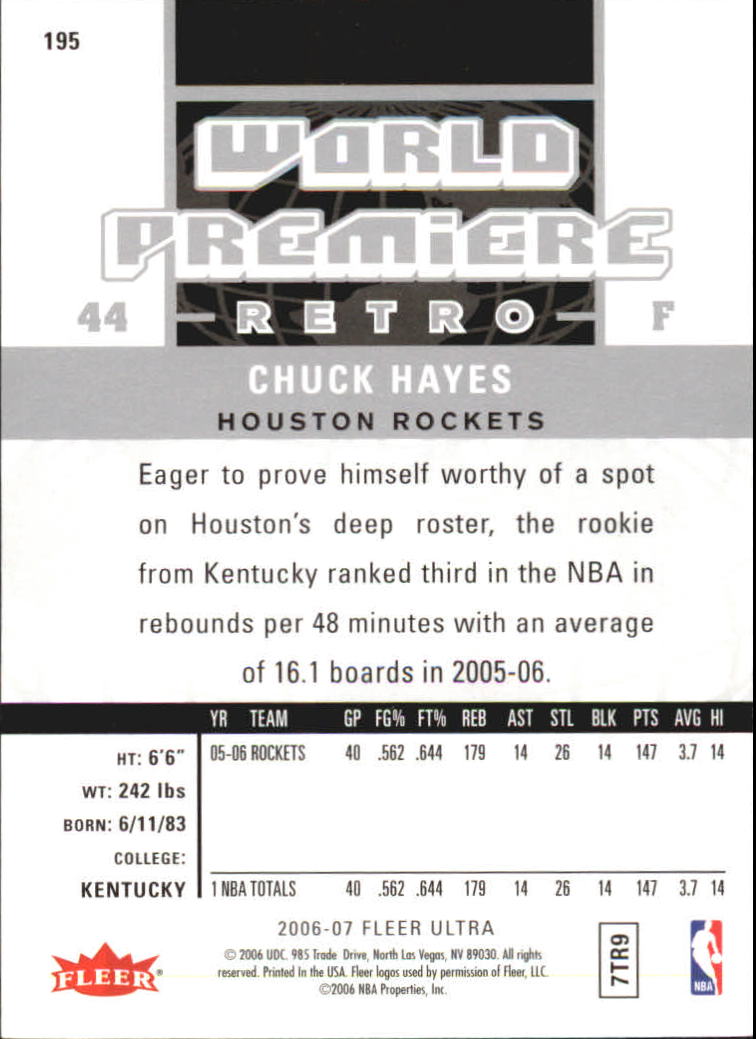 195
WORLD
PREMIERE
44 RETRO F
CHUCK HAYES
HOUSTON ROCKETS
Eager to prove himself worthy of a spot
on Houston's deep roster, the rookie
from Kentucky ranked third in the NBA in
rebounds per 48 minutes with an average
of 16.1 boards in 2005-06.
YR TEAM GP FG% FT% REB AST STL BLK PTS AVG HI
HT: 6'6" 05-06 ROCKETS 40 .562 .644 179 14 26 14 147 3.7 14
WT: 242 lbs
BORN: 6/11/83
COLLEGE:
KENTUCKY 1 NBA TOTALS 40 .562 .644 179 14 26 14 147 3.7 14
2006-07 FLEER ULTRA
© 2006 UDC. 985 Trade Drive, North Las Vegas, NV 89030. All rights
reserved. Printed in the USA. Fleer logos used by permission of Fleer, LLC.
©2006 NBA Properties, Inc.
FLEER®
7TR9
NBA